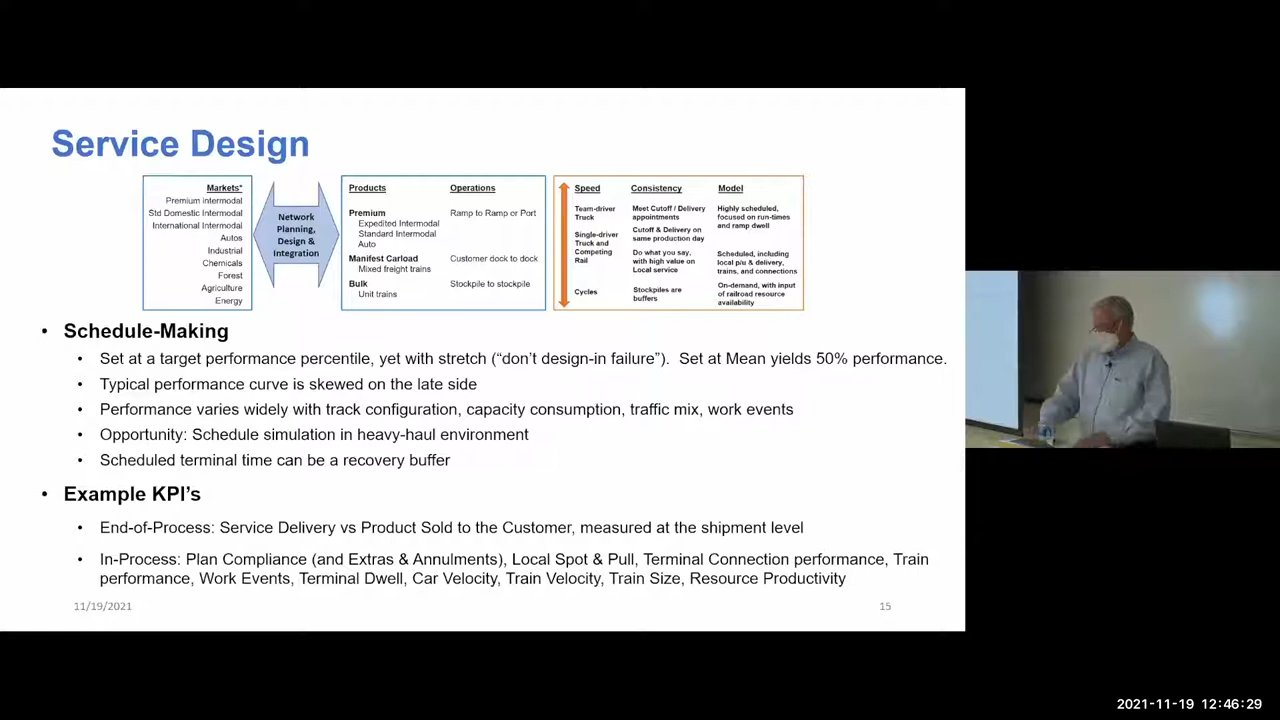 Service Design
Markets*
Premium Intermodal
Std Domestic Intermodal
International Intermodal
Autos
Industrial
Chemicals
Forest
Agriculture
Energy
Network
Planning,
Design &
Integration
Products
Operations
Premium
Ramp to Ramp or Port
Expedited Intermodal
Standard Intermodal
Auto
Manifest Carload
Customer dock to dock
Mixed freight trains
Bulk
Stockpile to stockpile
Unit trains
Speed
Consistency
Model
Team-driver
Truck
Single-driver
Truck and
Competing
Rail
Cycles
Meet Cutoff / Delivery
appointments
Cutoff & Delivery on
same production day
Do what you say,
with high value on
Local service
Stockpiles are
buffers
Highly scheduled,
focused on run-times
and ramp dwell
Scheduled, including
local p/u & delivery,
trains, and connections
On-demand, with input
of railroad resource
availability
• Schedule-Making
• Set at a target performance percentile, yet with stretch (“don’t design-in failure”). Set at Mean yields 50% performance.
• Typical performance curve is skewed on the late side
• Performance varies widely with track configuration, capacity consumption, traffic mix, work events
• Opportunity: Schedule simulation in heavy-haul environment
• Scheduled terminal time can be a recovery buffer
• Example KPI’s
• End-of-Process: Service Delivery vs Product Sold to the Customer, measured at the shipment level
• In-Process: Plan Compliance (and Extras & Annulments), Local Spot & Pull, Terminal Connection performance, Train
performance, Work Events, Terminal Dwell, Car Velocity, Train Velocity, Train Size, Resource Productivity
11/19/2021
15
2021-11-19 12:46:29